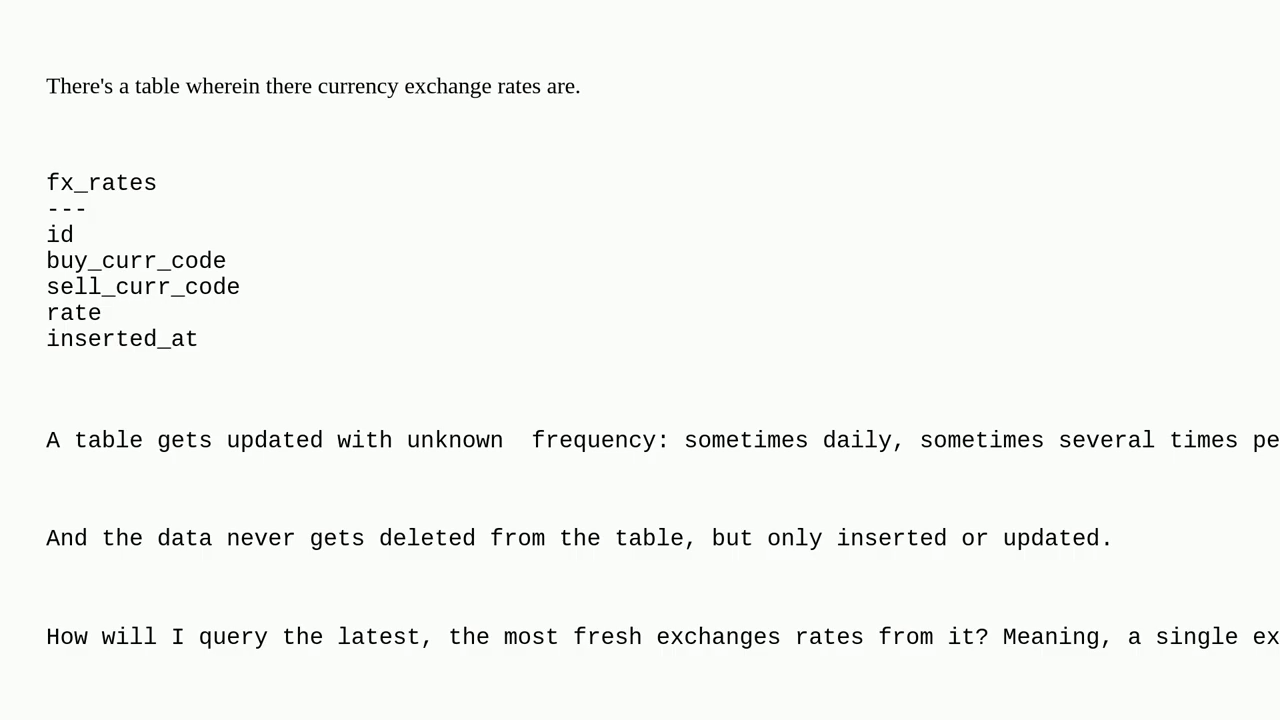 There's a table wherein there currency exchange rates are.
fx_rates
---
id
buy_curr_code
sell_curr_code
rate
inserted_at
A table gets updated with unknown  frequency: sometimes daily, sometimes several times pe
And the data never gets deleted from the table, but only inserted or updated.
How will I query the latest, the most fresh exchanges rates from it? Meaning, a single ex